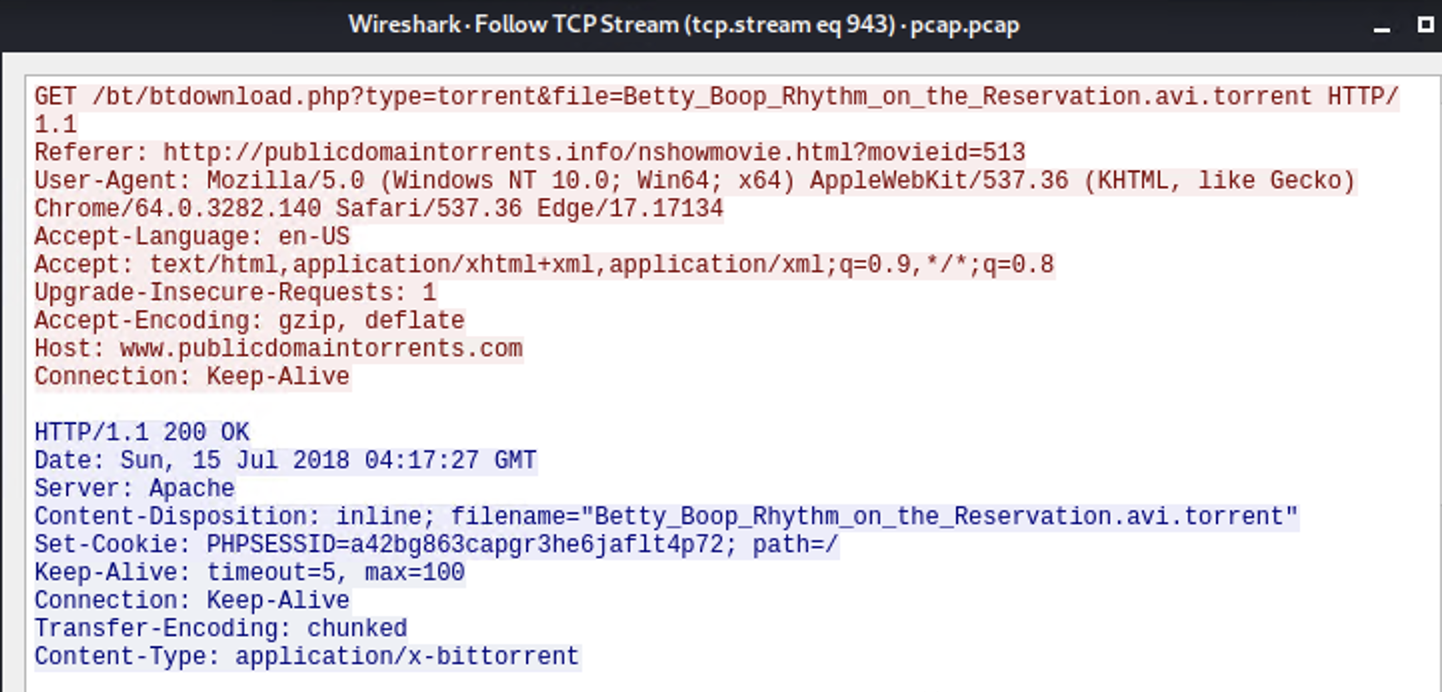 Wireshark · Follow TCP Stream (tcp.stream eq 943) · pcap.pcap
GET /bt/btdownload.php?type=torrent&file=Betty_Boop_Rhythm_on_the_Reservation.avi.torrent HTTP/
1.1
Referer: http://publicdomaintorrents.info/nshowmovie.html?movieid=513
User-Agent: Mozilla/5.0 (Windows NT 10.0; Win64; x64) AppleWebKit/537.36 (KHTML, like Gecko)
Chrome/64.0.3282.140 Safari/537.36 Edge/17.17134
Accept-Language: en-US
Accept: text/html,application/xhtml+xml,application/xml;q=0.9,*/*;q=0.8
Upgrade-Insecure-Requests: 1
Accept-Encoding: gzip, deflate
Host: www.publicdomaintorrents.com
Connection: Keep-Alive
HTTP/1.1 200 OK
Date: Sun, 15 Jul 2018 04:17:27 GMT
Server: Apache
Content-Disposition: inline; filename="Betty_Boop_Rhythm_on_the_Reservation.avi.torrent"
Set-Cookie: PHPSESSID=a42bg863capgr3he6jaflt4p72; path=/
Keep-Alive: timeout=5, max=100
Connection: Keep-Alive
Transfer-Encoding: chunked
Content-Type: application/x-bittorrent